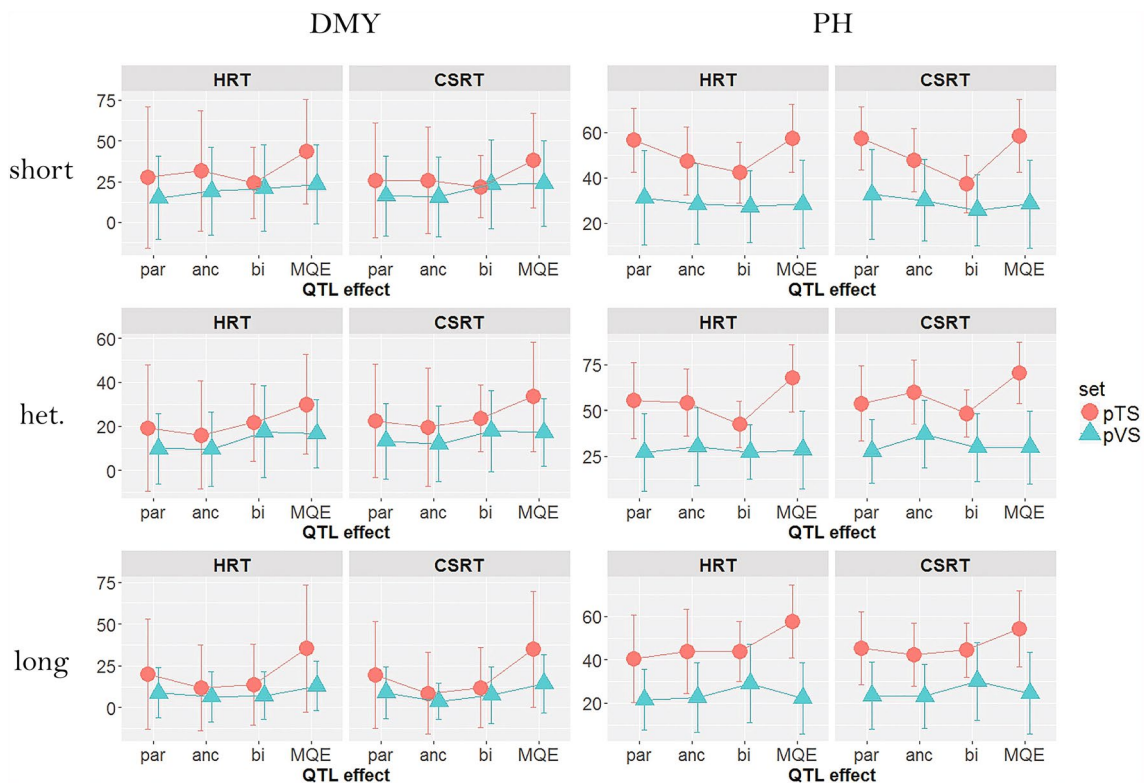 DMY PH
HRT CSRT HRT CSRT
short
75
50
25
0
60
40
20
par anc bi MQE par anc bi MQE par anc bi MQE par anc bi MQE
QTL effect QTL effect
HRT CSRT HRT CSRT
het.
60
40
20
0
75
50
25
par anc bi MQE par anc bi MQE par anc bi MQE par anc bi MQE
QTL effect QTL effect
set
pTS
pVS
HRT CSRT HRT CSRT
long
75
50
25
0
60
40
20
par anc bi MQE par anc bi MQE par anc bi MQE par anc bi MQE
QTL effect QTL effect